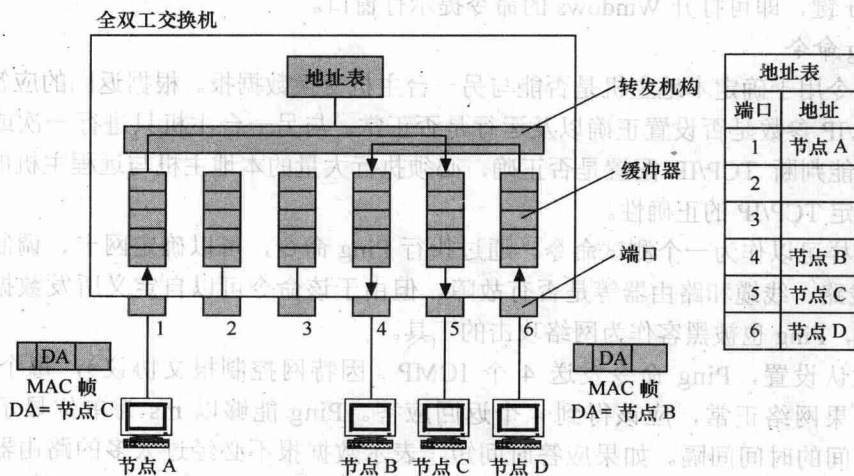 全双工交换机
地址表
转发机构
缓冲器
端口
1 2 3 4 5 6
DA
MAC 帧
DA= 节点 C
DA
MAC 帧
DA= 节点 B
节点 A 节点 B 节点 C 节点 D
地址表
端口 地址
1 节点 A
2
3
4 节点 B
5 节点 C
6 节点 D